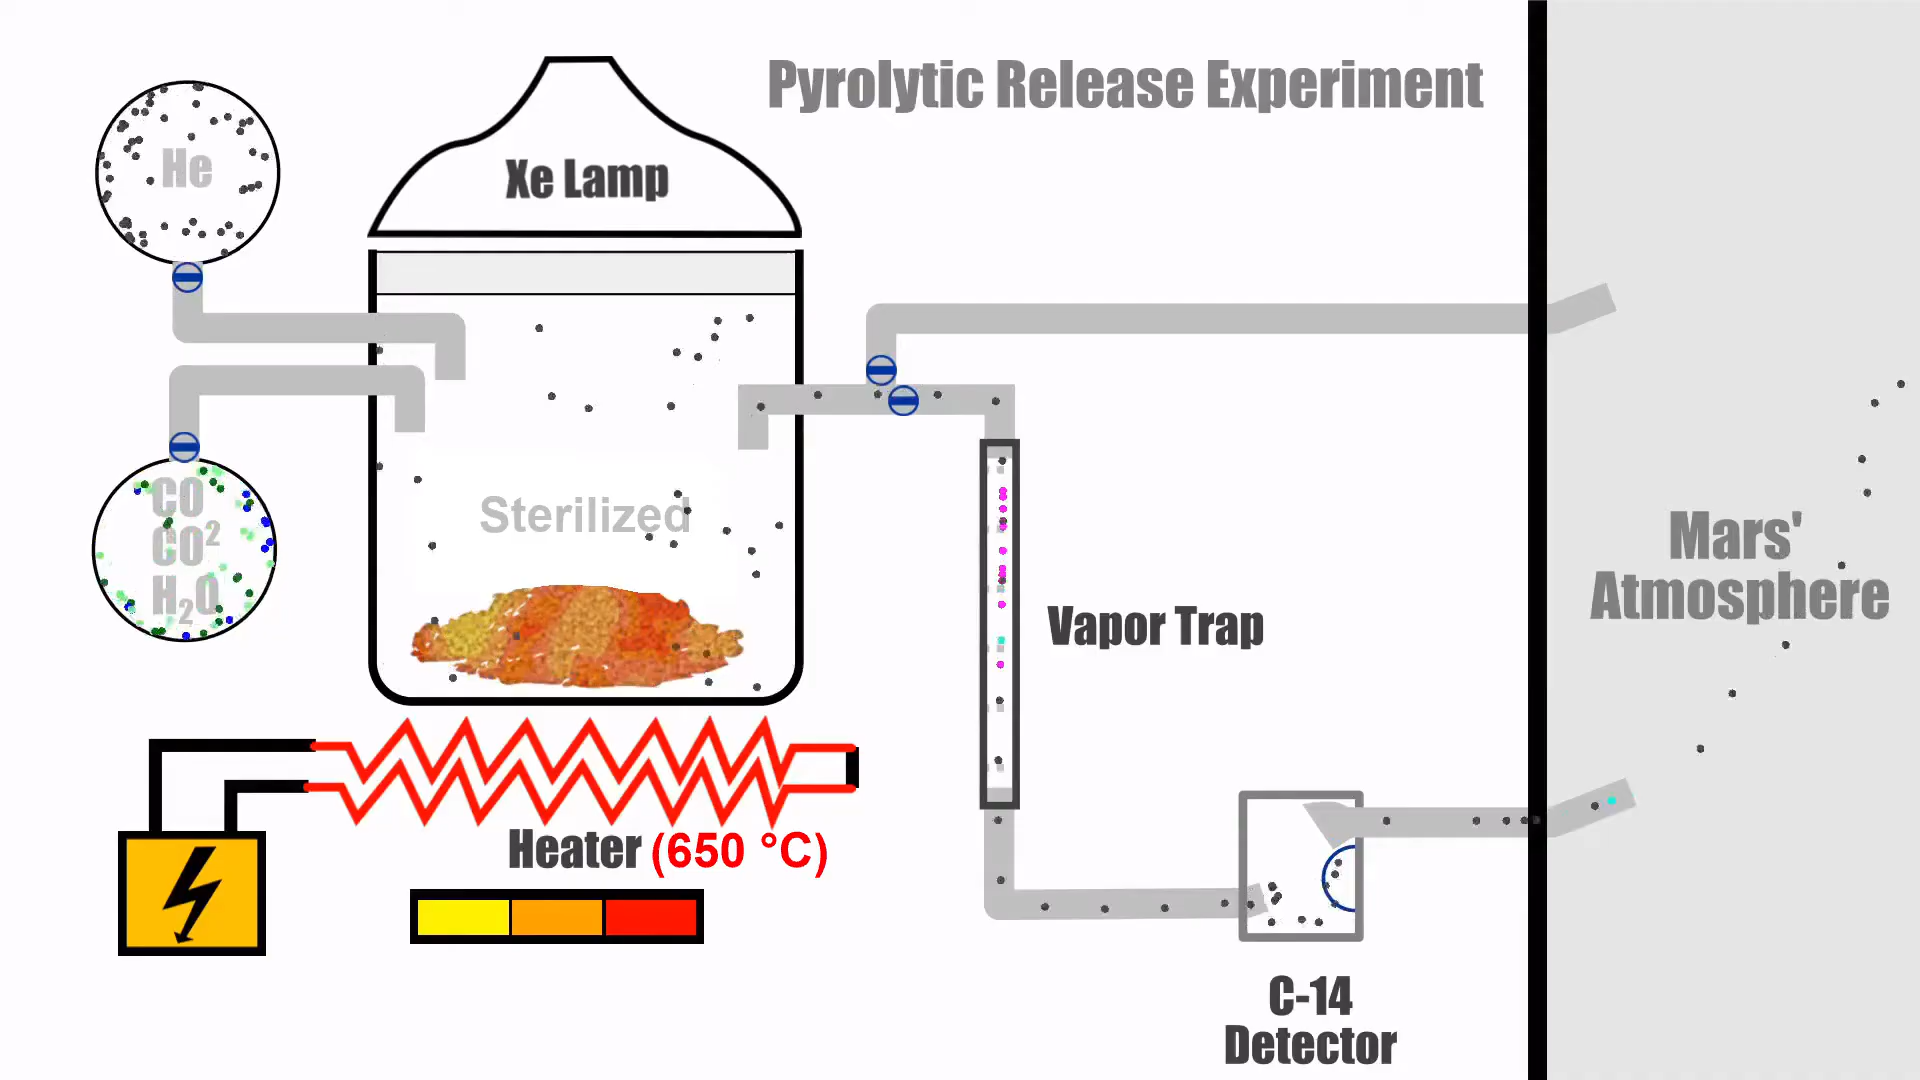 Pyrolytic Release Experiment
He
Xe Lamp
CO
CO²
H₂O
Sterilized
Vapor Trap
Mars'
Atmosphere
Heater (650 °C)
C-14
Detector